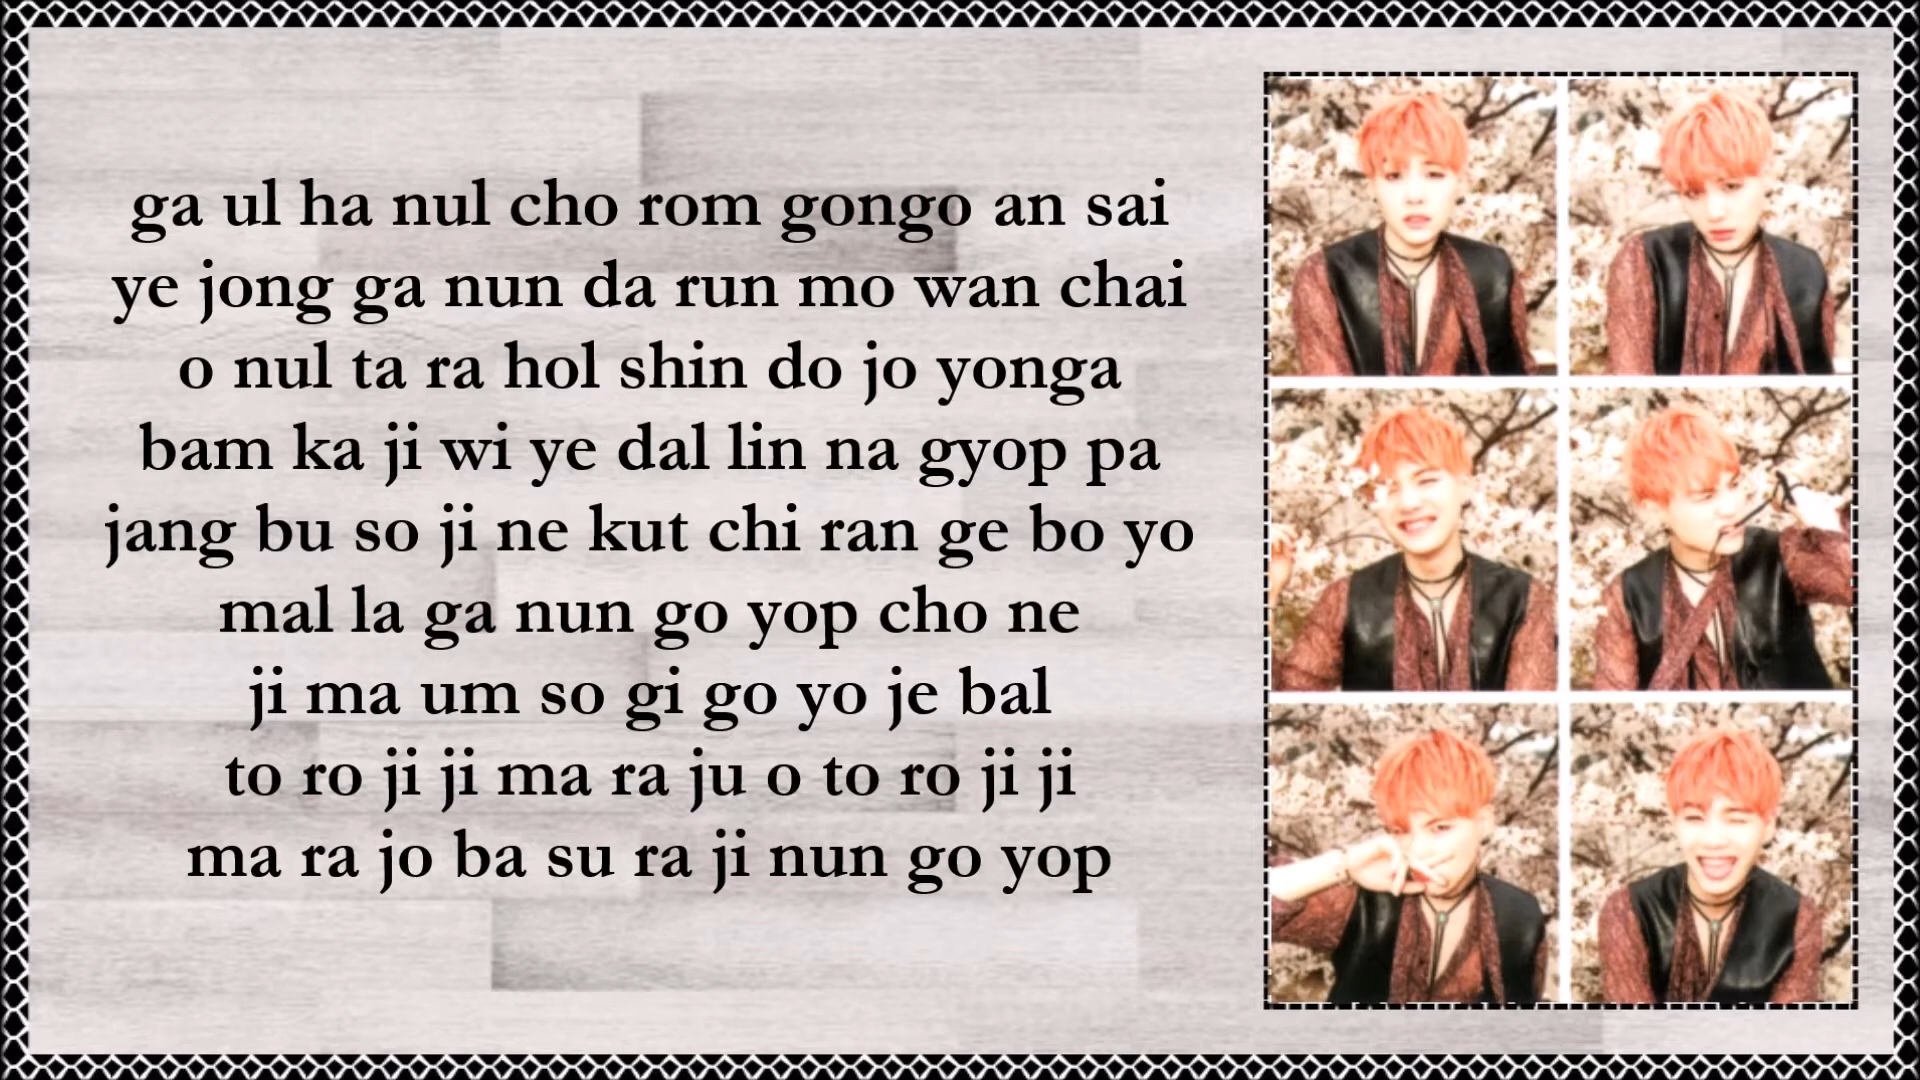 ga ul ha nul cho rom gongo an sai
ye jong ga nun da run mo wan chai
o nul ta ra hol shin do jo yonga
bam ka ji wi ye dal lin na gyop pa
jang bu so ji ne kut chi ran ge bo yo
mal la ga nun go yop cho ne
ji ma um so gi go yo je bal
to ro ji ji ma ra ju o to ro ji ji
ma ra jo ba su ra ji nun go yop